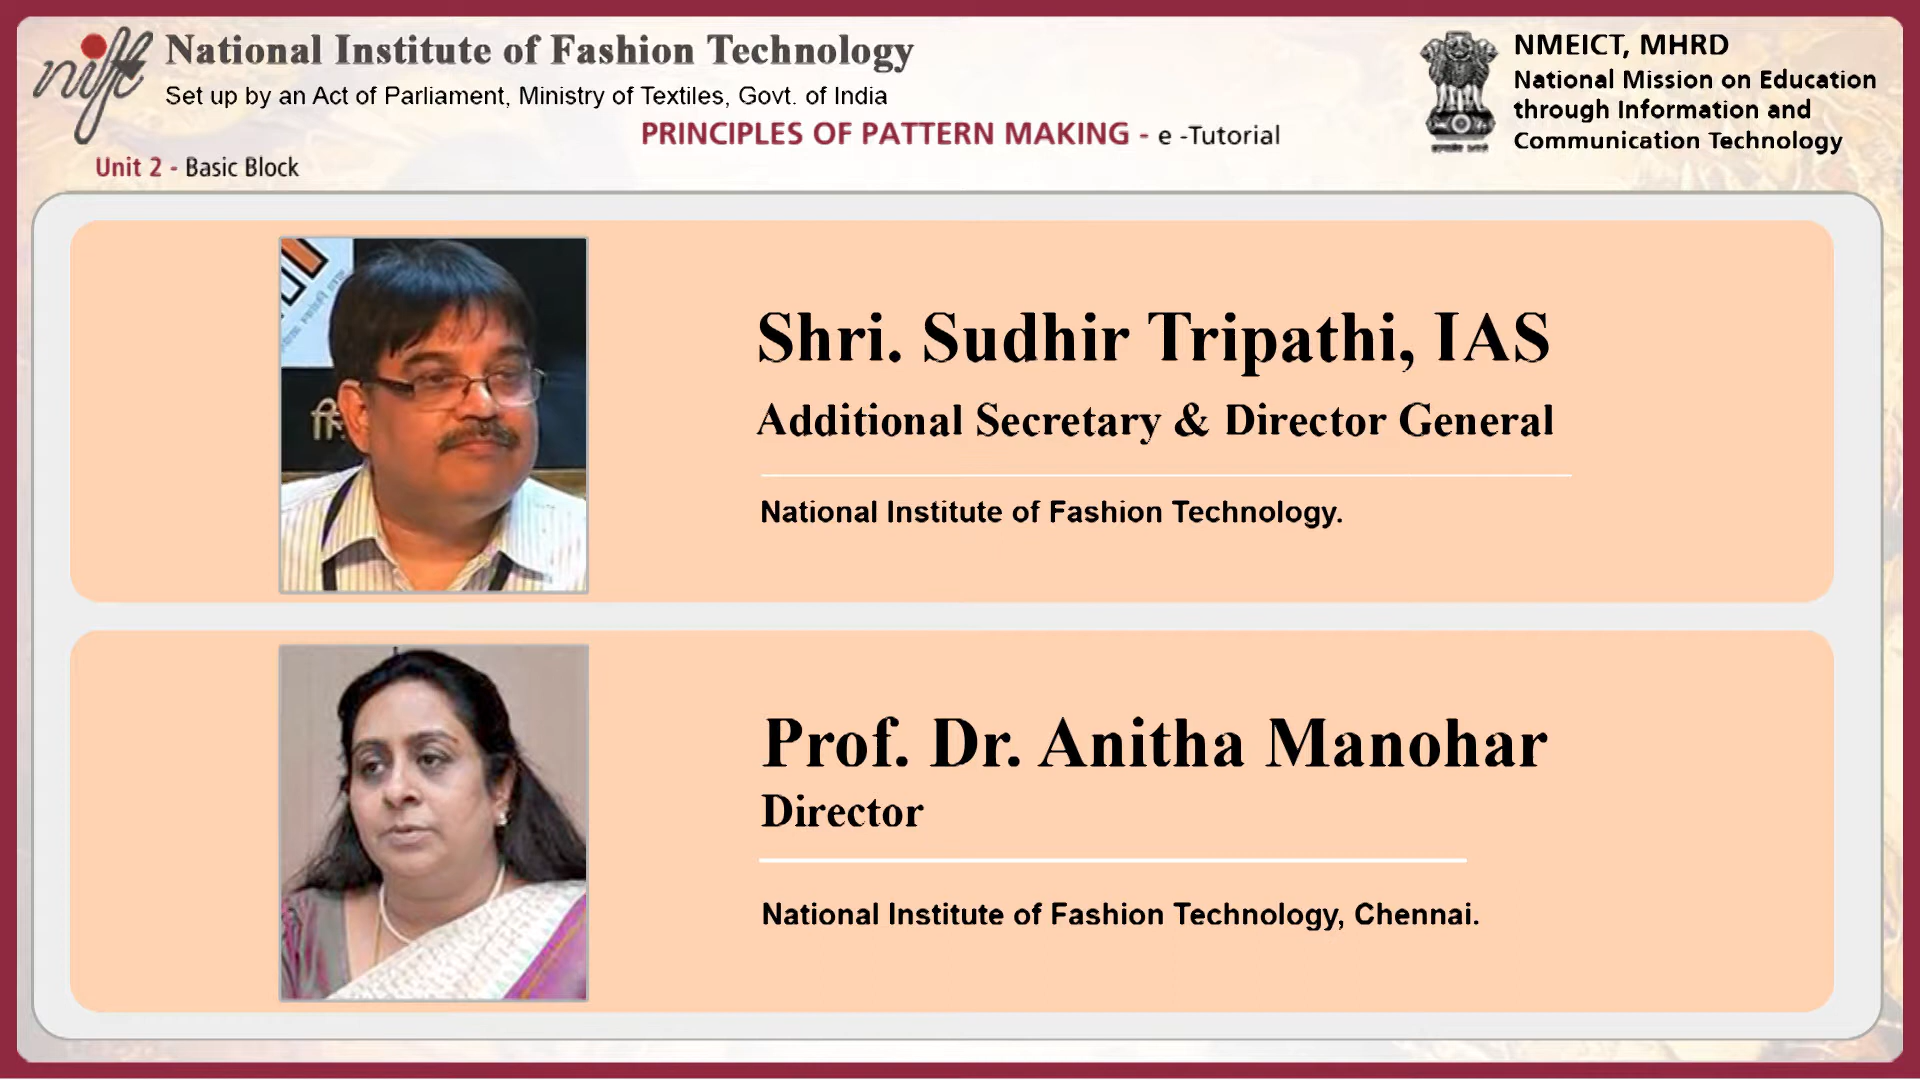 nift
National Institute of Fashion Technology
Set up by an Act of Parliament, Ministry of Textiles, Govt. of India
PRINCIPLES OF PATTERN MAKING - e -Tutorial
Unit 2 - Basic Block
NMEICT, MHRD
National Mission on Education
through Information and
Communication Technology
Shri. Sudhir Tripathi, IAS
Additional Secretary & Director General
National Institute of Fashion Technology.
Prof. Dr. Anitha Manohar
Director
National Institute of Fashion Technology, Chennai.